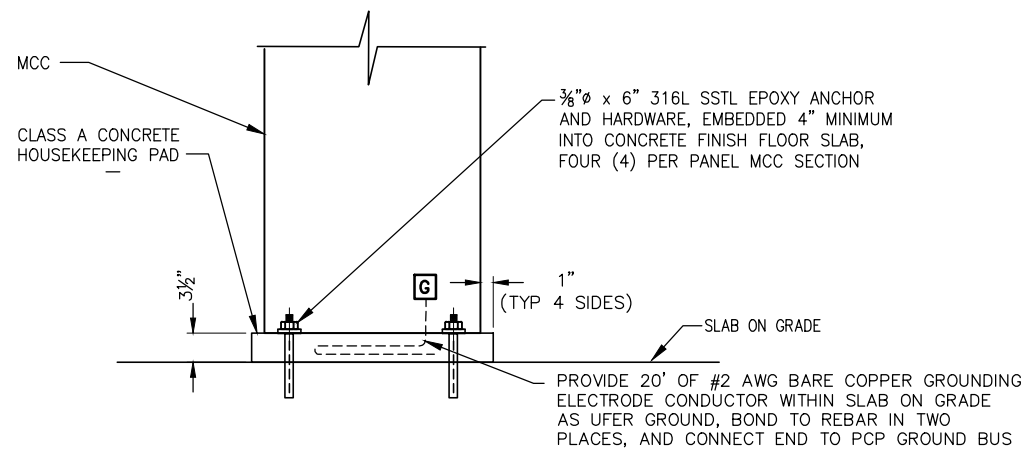 MCC
CLASS A CONCRETE
HOUSEKEEPING PAD
⅜"ø x 6" 316L SSTL EPOXY ANCHOR
AND HARDWARE, EMBEDDED 4" MINIMUM
INTO CONCRETE FINISH FLOOR SLAB,
FOUR (4) PER PANEL MCC SECTION
3½"
G
1"
(TYP 4 SIDES)
SLAB ON GRADE
PROVIDE 20' OF #2 AWG BARE COPPER GROUNDING
ELECTRODE CONDUCTOR WITHIN SLAB ON GRADE
AS UFER GROUND, BOND TO REBAR IN TWO
PLACES, AND CONNECT END TO PCP GROUND BUS